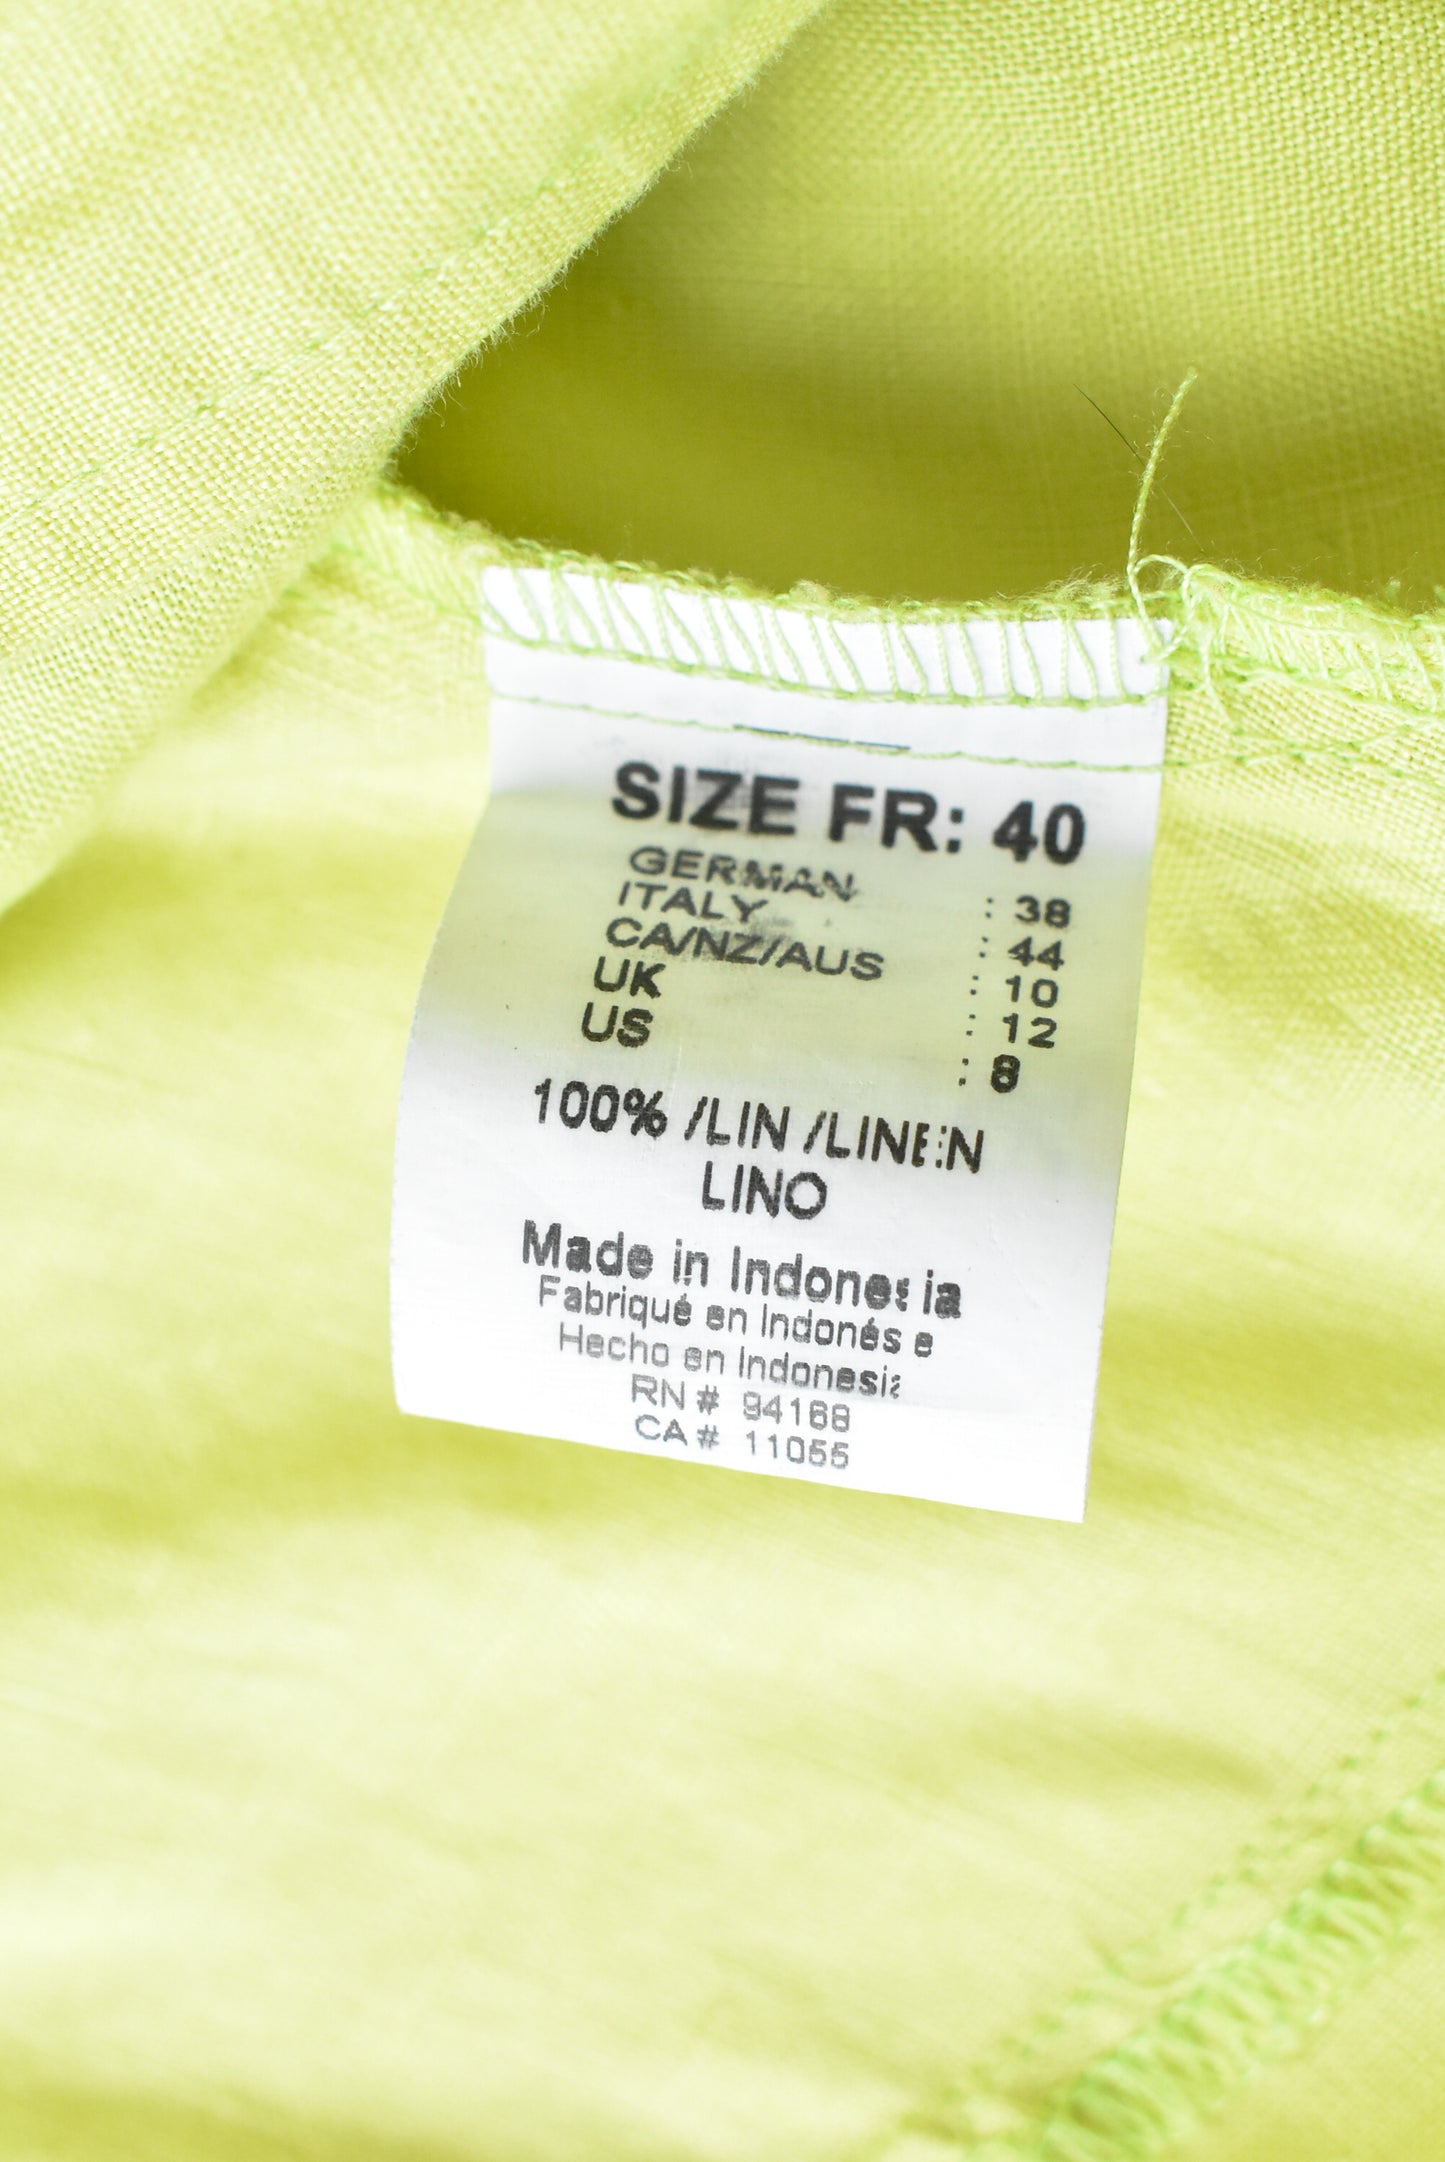 SIZE FR: 40
GERMAN : 38
ITALY : 44
CA/NZ/AUS : 10
UK : 12
US : 8
100% /LIN /LINEN
LINO
Made in Indonesia
Fabriqué en Indonésie
Hecho en Indonesia
RN # 94168
CA # 11055